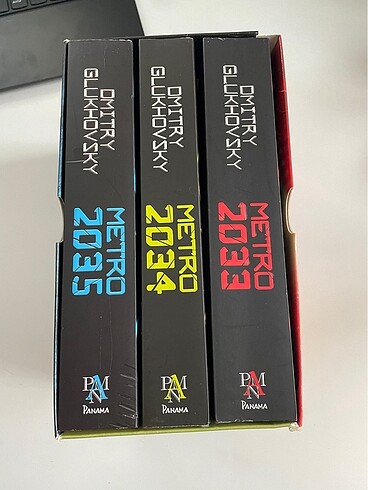 DMITRY
GLUKHOVSKY
METRO
2035
PANAMA
DMITRY
GLUKHOVSKY
METRO
2034
PANAMA
DMITRY
GLUKHOVSKY
METRO
2033
PANAMA